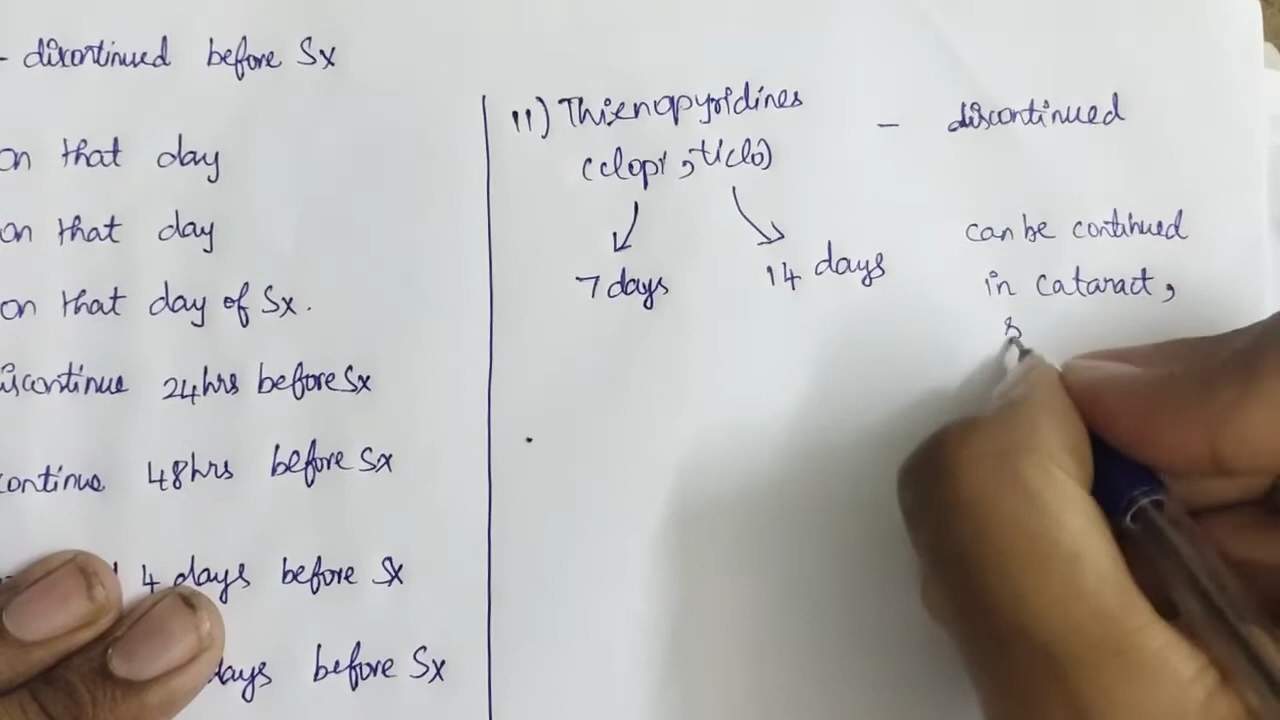 - discontinued before Sx
on that day
on that day
on that day of Sx.
iscontinue 24hrs before Sx
continue 48hrs before Sx
4 days before Sx
days before Sx
11) Thienopyridines - discontinued
(clopi, ticlo)
7 days
14 days
can be continued
in cataract,